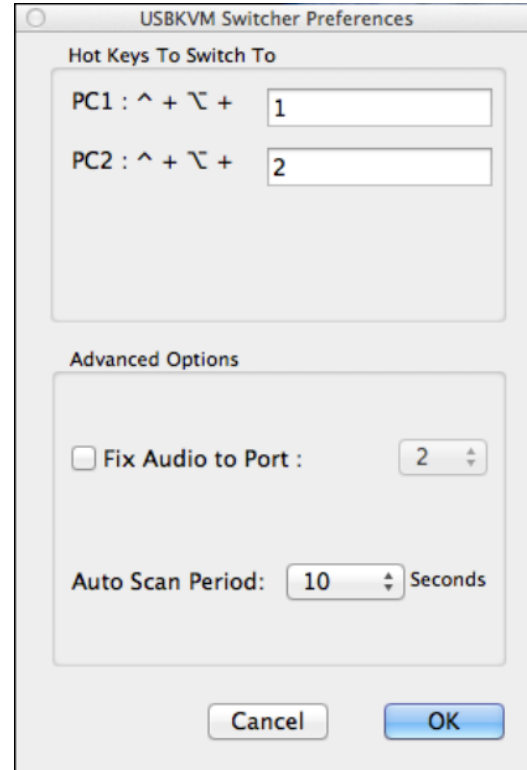 USBKVM Switcher Preferences
Hot Keys To Switch To
PC1 : ^ + ⌥ + 1
PC2 : ^ + ⌥ + 2
Advanced Options
Fix Audio to Port : 2
Auto Scan Period: 10 Seconds
Cancel OK